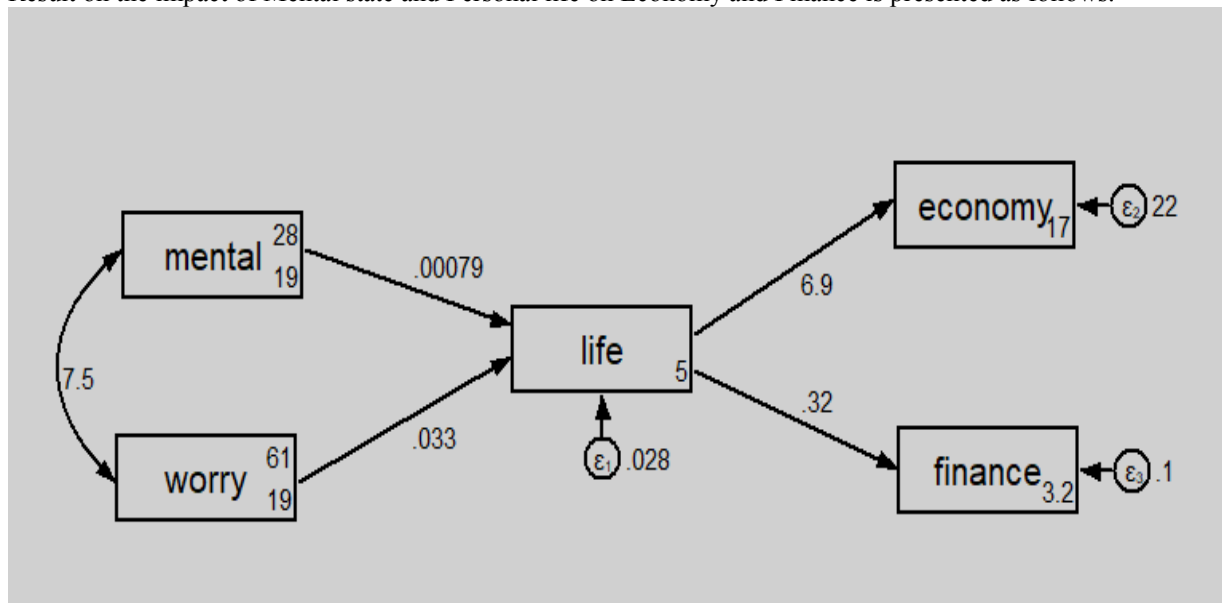 Result on the impact of Mental state and Personal life on Economy and Finance is presented as follows:
mental
28
19
.00079
7.5
worry
61
19
.033
life
5
ε1
.028
6.9
.32
economy
17
ε2
22
finance
3.2
ε3
.1